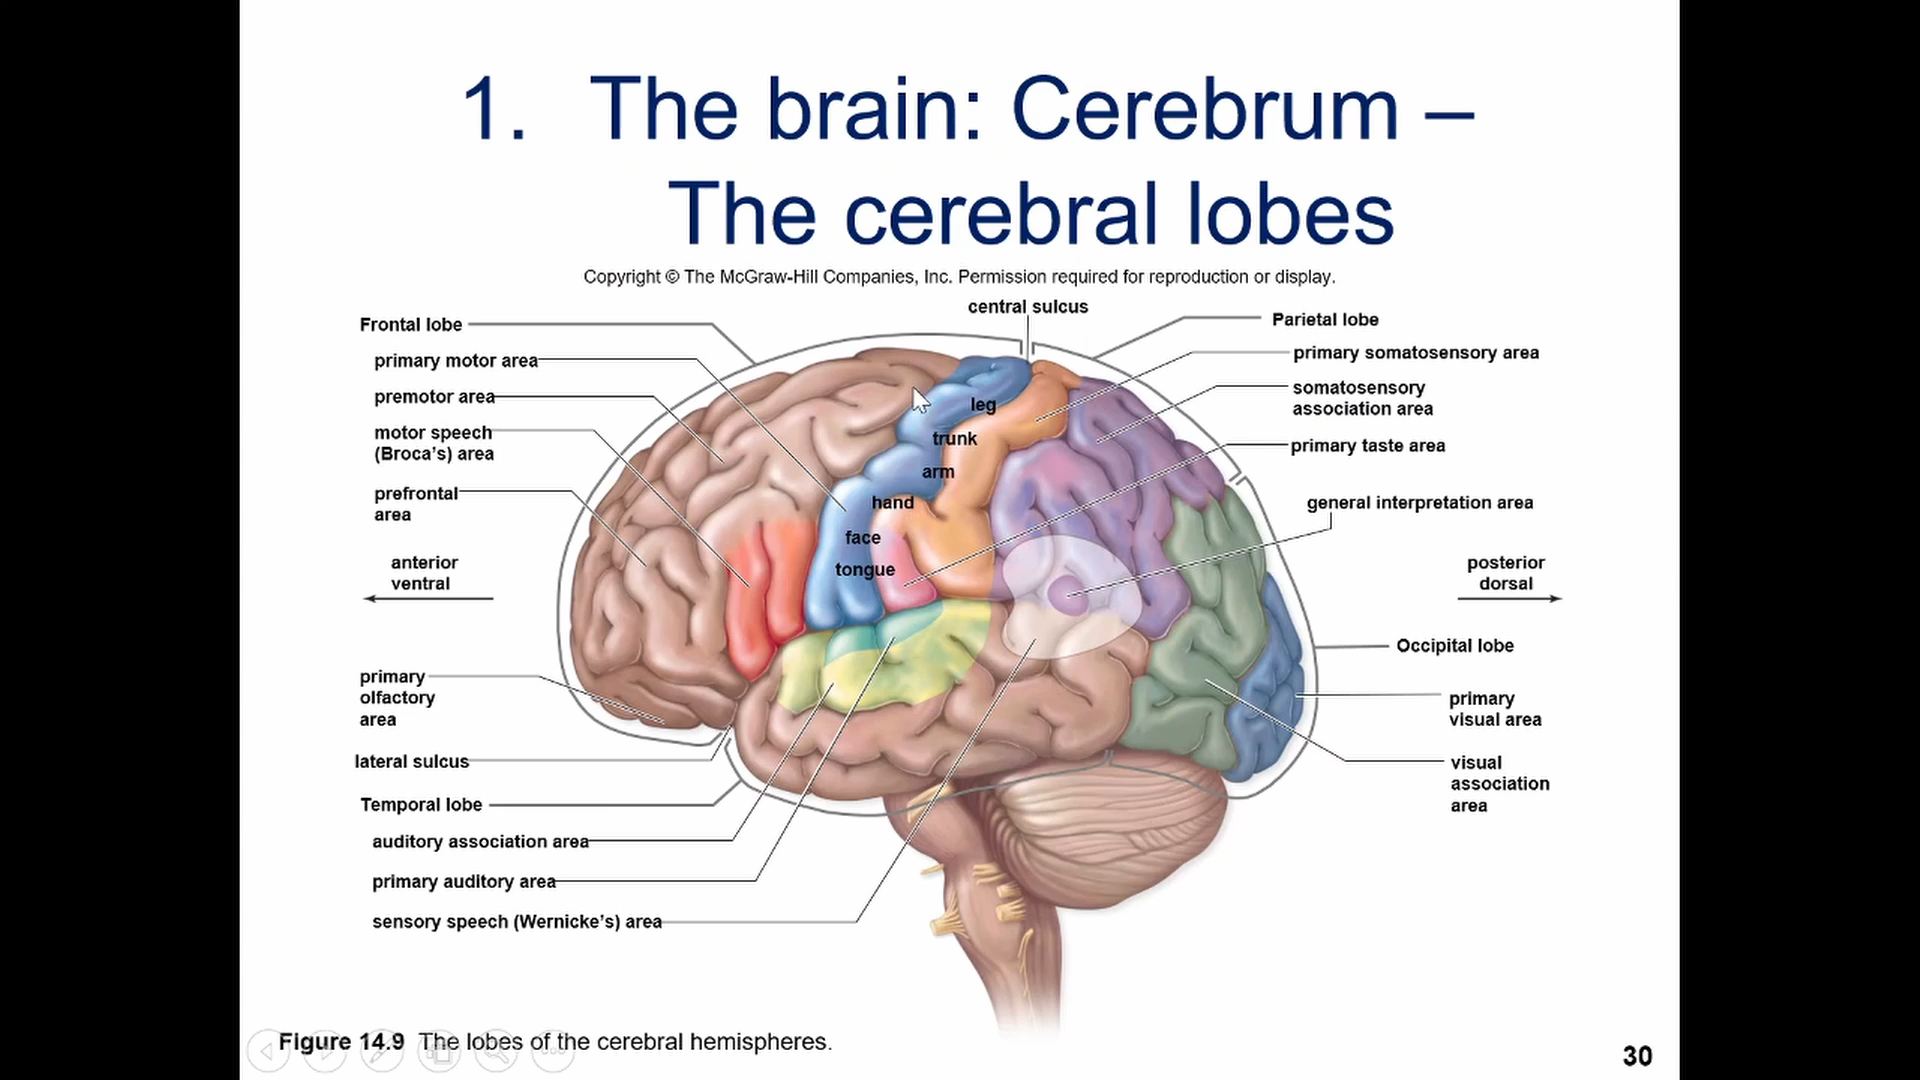 1. The brain: Cerebrum –
The cerebral lobes
Copyright © The McGraw-Hill Companies, Inc. Permission required for reproduction or display.
central sulcus
Frontal lobe
primary motor area
premotor area
motor speech
(Broca's) area
prefrontal
area
anterior
ventral
primary
olfactory
area
lateral sulcus
Temporal lobe
auditory association area
primary auditory area
sensory speech (Wernicke's) area
leg
trunk
arm
hand
face
tongue
Parietal lobe
primary somatosensory area
somatosensory
association area
primary taste area
general interpretation area
posterior
dorsal
Occipital lobe
primary
visual area
visual
association
area
Figure 14.9 The lobes of the cerebral hemispheres.
30